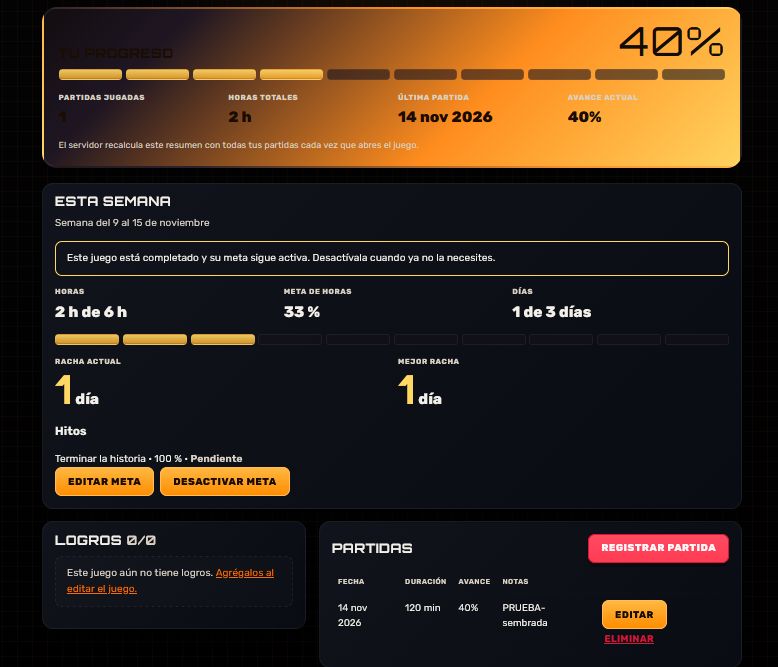 TU PROGRESO
40%
PARTIDAS JUGADAS
HORAS TOTALES
ÚLTIMA PARTIDA
AVANCE ACTUAL
1
2 h
14 nov 2026
40%
El servidor recalcula este resumen con todas tus partidas cada vez que abres el juego.
ESTA SEMANA
Semana del 9 al 15 de noviembre
Este juego está completado y su meta sigue activa. Desactívala cuando ya no la necesites.
HORAS
META DE HORAS
DÍAS
2 h de 6 h
33 %
1 de 3 días
RACHA ACTUAL
MEJOR RACHA
1 día
1 día
Hitos
Terminar la historia • 100 % • Pendiente
EDITAR META
DESACTIVAR META
LOGROS 0/0
Este juego aún no tiene logros. Agrégalos al
editar el juego.
PARTIDAS
REGISTRAR PARTIDA
FECHA
DURACIÓN
AVANCE
NOTAS
14 nov
2026
120 min
40%
PRUEBA-
sembrada
EDITAR
ELIMINAR